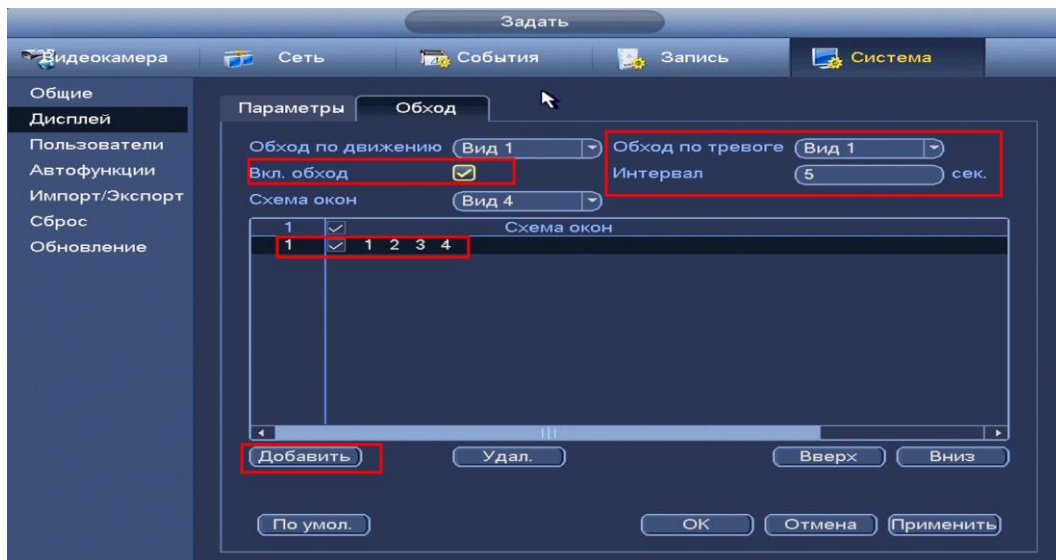 Задать
Видеокамера Сеть События Запись Система
Общие
Дисплей
Пользователи
Автофункции
Импорт/Экспорт
Сброс
Обновление
Параметры Обход
Обход по движению Вид 1 Обход по тревоге Вид 1
Вкл. обход Интервал 5 сек.
Схема окон Вид 4
1 Схема окон
1 1 2 3 4
Добавить Удал. Вверх Вниз
По умол. ОК Отмена Применить